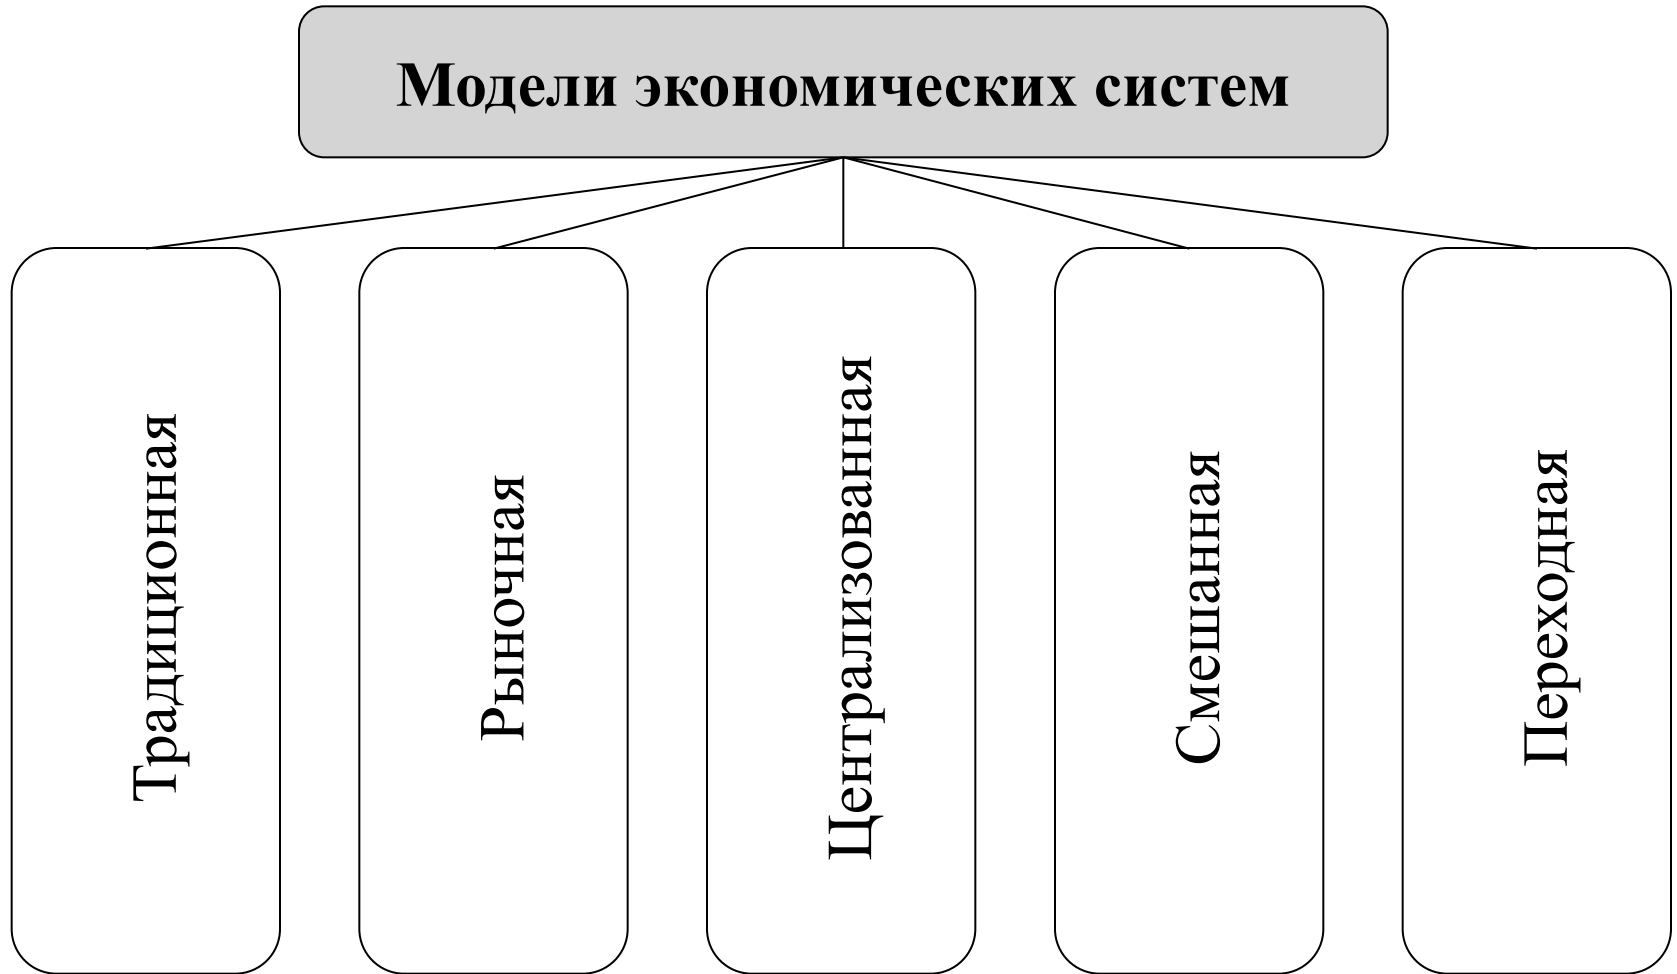 Модели экономических систем
Традиционная
Рыночная
Централизованная
Смешанная
Переходная